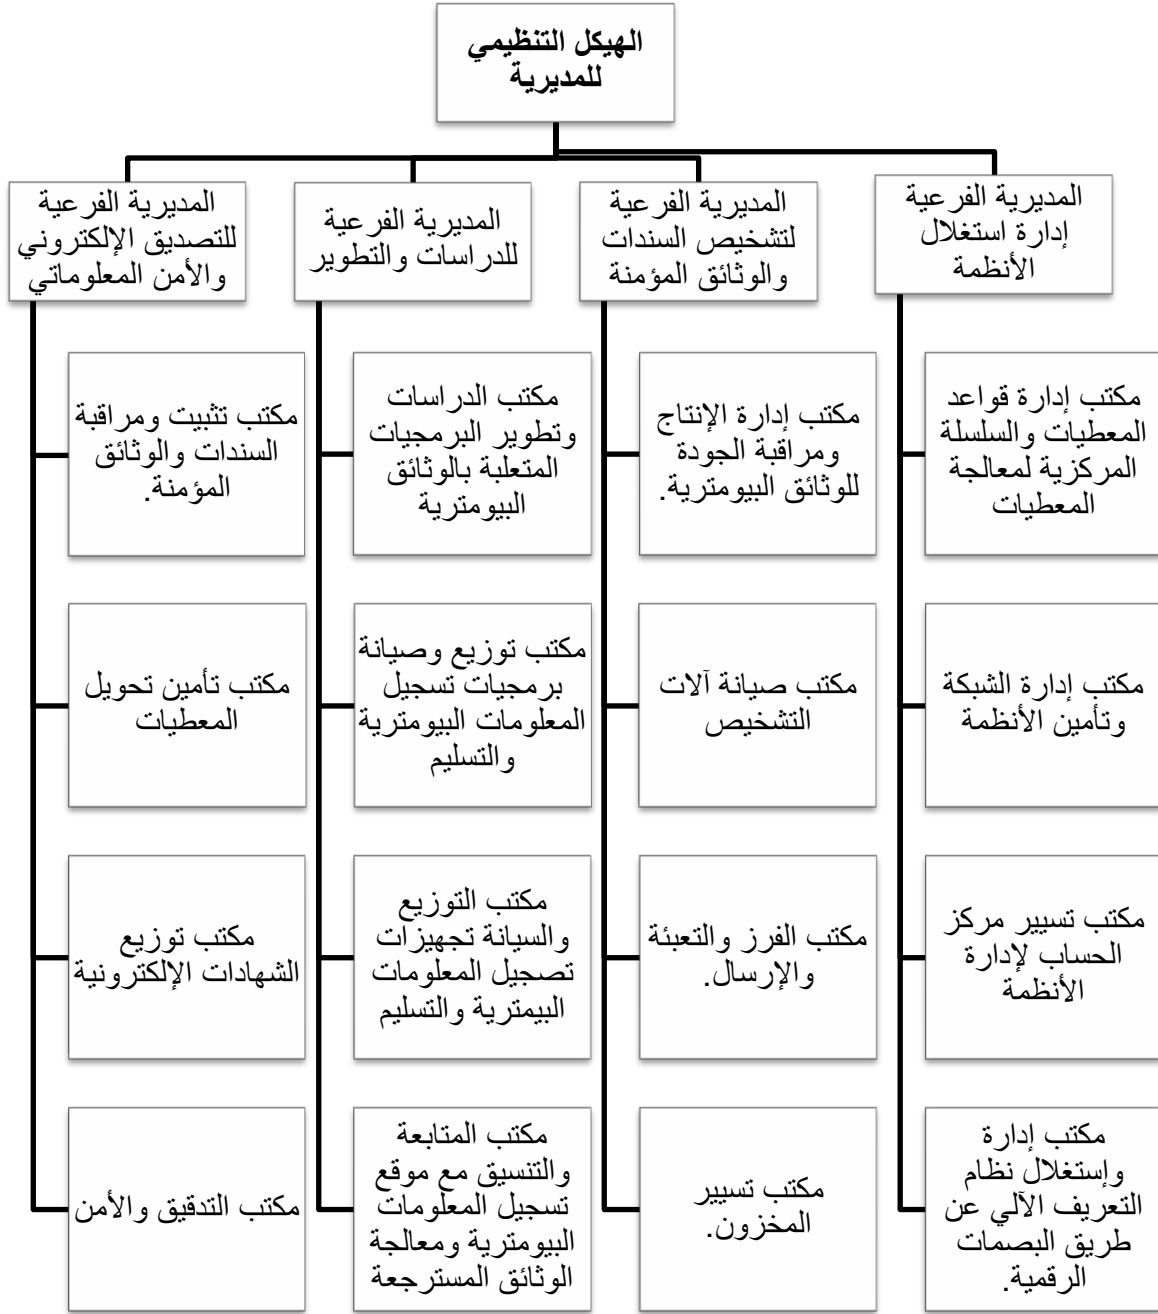 الهيكل التنظيمي
للمديرية
المديرية الفرعية
إدارة استغلال
الأنظمة
مكتب إدارة قواعد
المعطيات والسلسلة
المركزية لمعالجة
المعطيات
مكتب إدارة الشبكة
وتأمين الأنظمة
مكتب تسيير مركز
الحساب لإدارة
الأنظمة
مكتب إدارة
وإستغلال نظام
التعريف الآلي عن
طريق البصمات
الرقمية.
المديرية الفرعية
لتشخيص السندات
والوثائق المؤمنة
مكتب إدارة الإنتاج
ومراقبة الجودة
للوثائق البيومترية.
مكتب صيانة آلات
التشخيص
مكتب الفرز والتعبئة
والإرسال.
مكتب تسيير
المخزون.
المديرية الفرعية
للدراسات والتطوير
مكتب الدراسات
وتطوير البرمجيات
المتعلبة بالوثائق
البيومترية
مكتب توزيع وصيانة
برمجيات تسجيل
المعلومات البيومترية
والتسليم
مكتب التوزيع
والسيانة تجهيزات
تصجيل المعلومات
البيمترية والتسليم
مكتب المتابعة
والتنسيق مع موقع
تسجيل المعلومات
البيومترية ومعالجة
الوثائق المسترجعة
المديرية الفرعية
للتصديق الإلكتروني
والأمن المعلوماتي
مكتب تثبيت ومراقبة
السندات والوثائق
المؤمنة.
مكتب تأمين تحويل
المعطيات
مكتب توزيع
الشهادات الإلكترونية
مكتب التدقيق والأمن